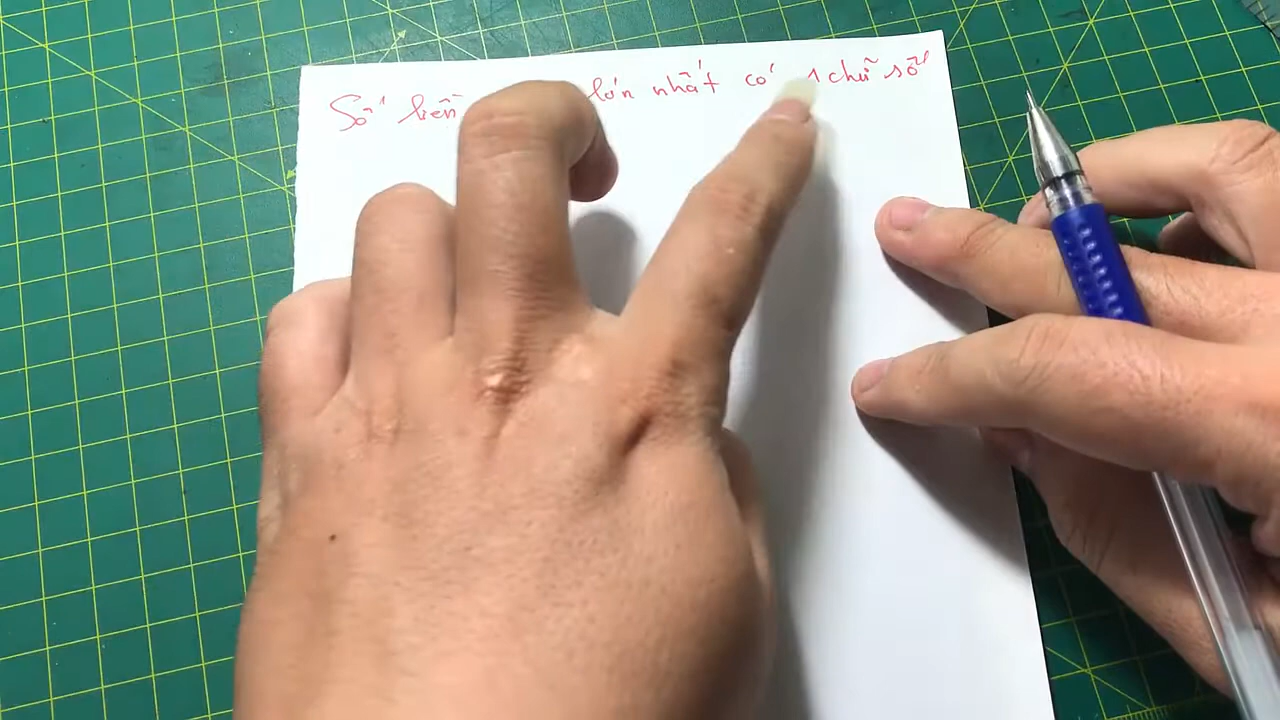 Số liền lớn nhất có 1 chữ số